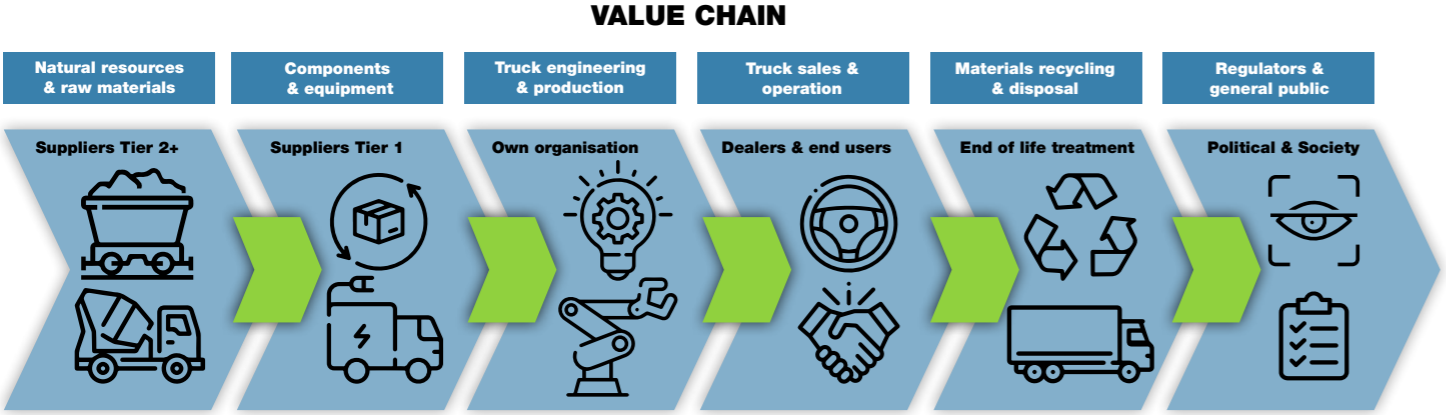 VALUE CHAIN
Natural resources
& raw materials
Components
& equipment
Truck engineering
& production
Truck sales &
operation
Materials recycling
& disposal
Regulators &
general public
Suppliers Tier 2+
Suppliers Tier 1
Own organisation
Dealers & end users
End of life treatment
Political & Society